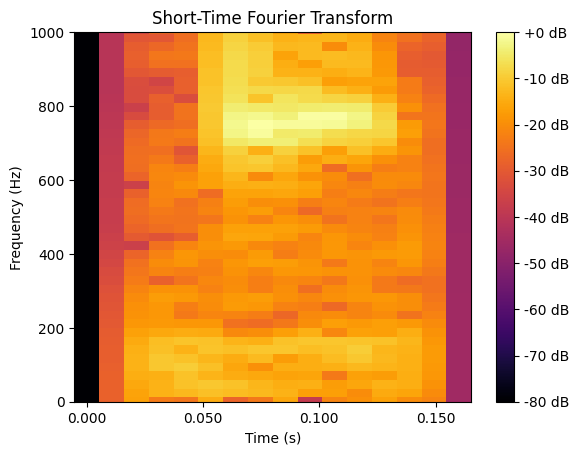 Short-Time Fourier Transform
1000
800
600
400
200
0
Frequency (Hz)
0.000
0.050
0.100
0.150
Time (s)
+0 dB
-10 dB
-20 dB
-30 dB
-40 dB
-50 dB
-60 dB
-70 dB
-80 dB